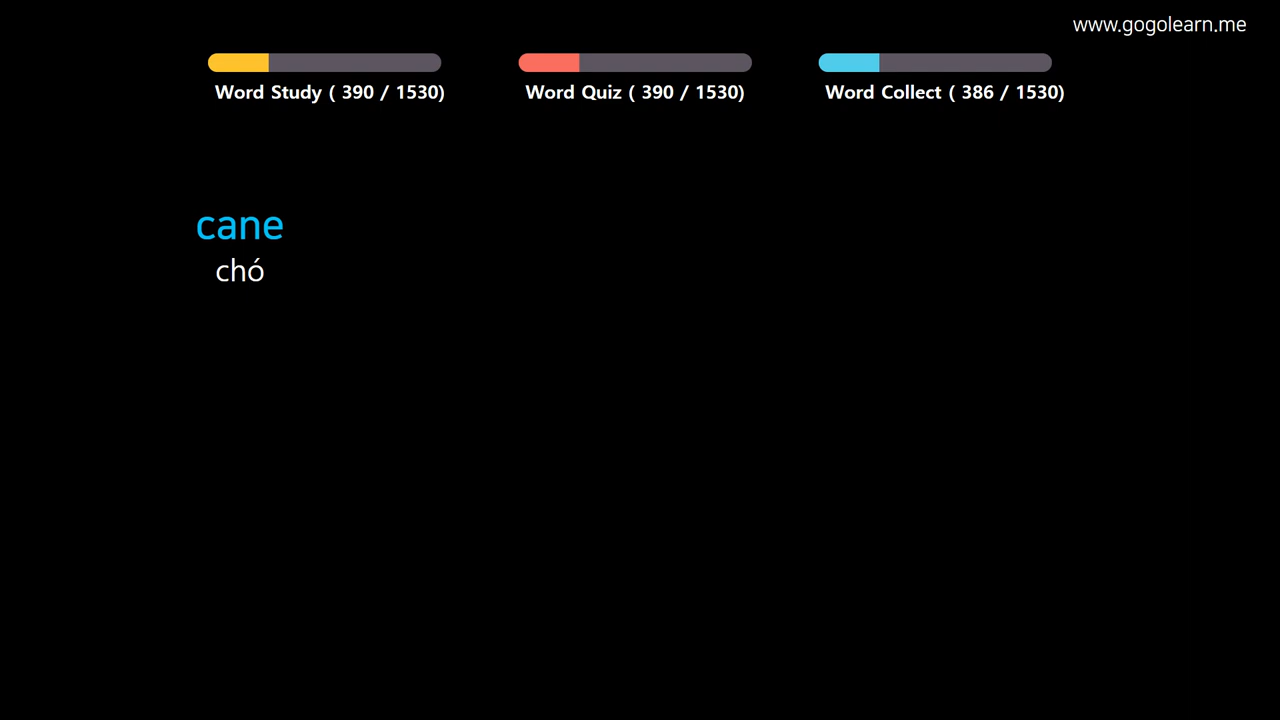 www.gogolearn.me
Word Study ( 390 / 1530)
Word Quiz ( 390 / 1530)
Word Collect ( 386 / 1530)
cane
chó